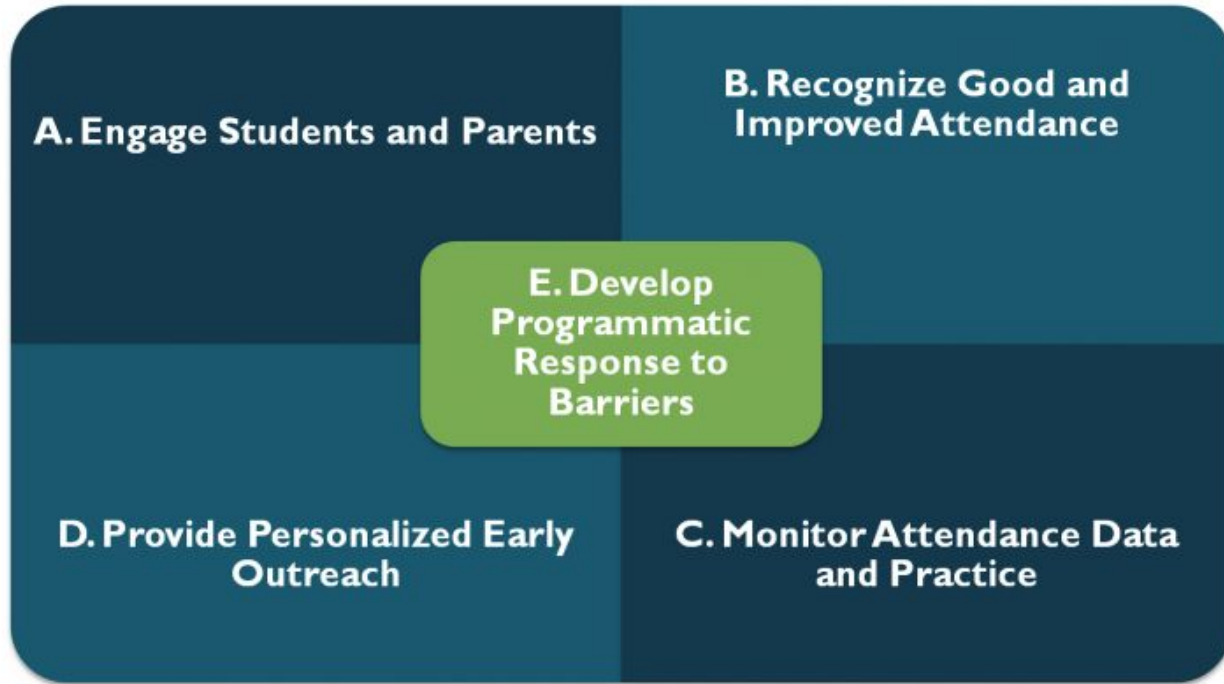 A. Engage Students and Parents
B. Recognize Good and
Improved Attendance
E. Develop
Programmatic
Response to
Barriers
D. Provide Personalized Early
Outreach
C. Monitor Attendance Data
and Practice